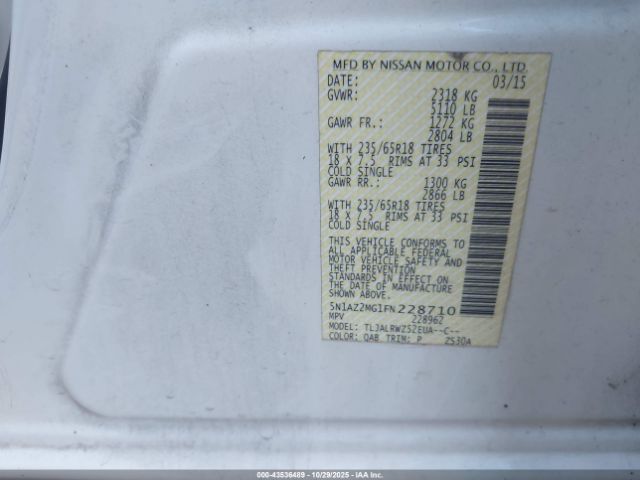 MFD BY NISSAN MOTOR CO., LTD.
DATE: 03/15
GVWR: 2318 KG
5110 LB
GAWR FR.: 1272 KG
2804 LB
WITH 235/65R18 TIRES
18 X 7.5 RIMS AT 33 PSI
COLD SINGLE
GAWR RR.: 1300 KG
2866 LB
WITH 235/65R18 TIRES
18 X 7.5 RIMS AT 33 PSI
COLD SINGLE
THIS VEHICLE CONFORMS TO
ALL APPLICABLE FEDERAL
MOTOR VEHICLE SAFETY AND
THEFT PREVENTION
STANDARDS IN EFFECT ON
THE DATE OF MANUFACTURE
SHOWN ABOVE.
5N1AZ2MG1FN228710
MPV 228962
MODEL: TLJALRWZ52EUA--C--
COLOR: QAB TRIM: P ZS30A
000-43536489 - 10/29/2025 - IAA Inc.